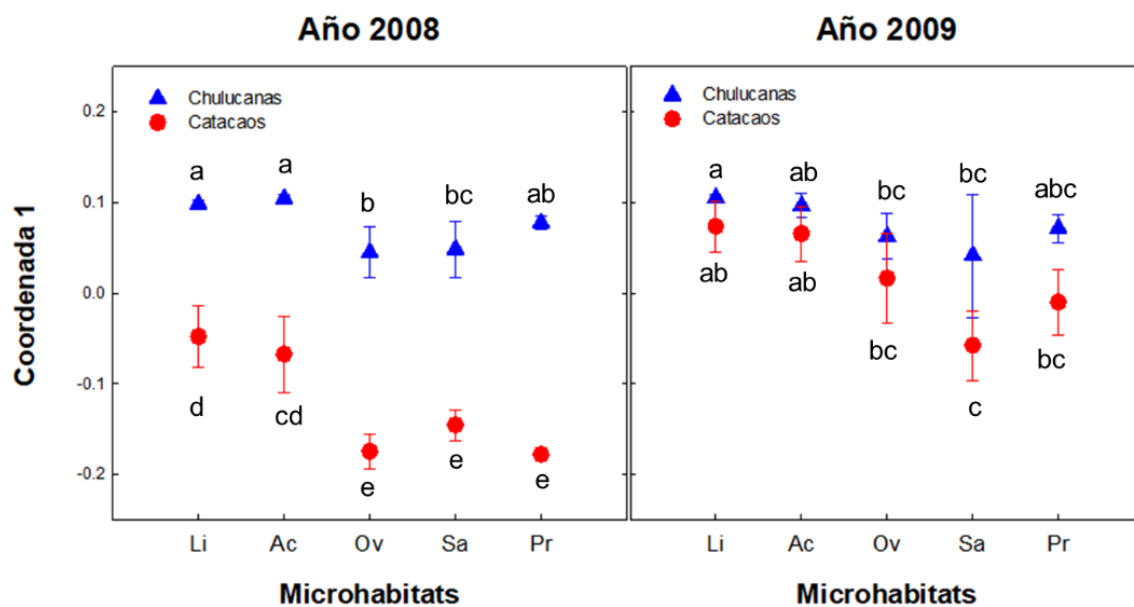 Año 2008
Año 2009
Coordenada 1
0.2
0.1
0.0
-0.1
-0.2
Chulucanas
Catacaos
a
a
b
bc
ab
d
cd
e
e
e
Li
Ac
Ov
Sa
Pr
Microhabitats
Chulucanas
Catacaos
a
ab
bc
bc
abc
ab
ab
bc
c
bc
Li
Ac
Ov
Sa
Pr
Microhabitats